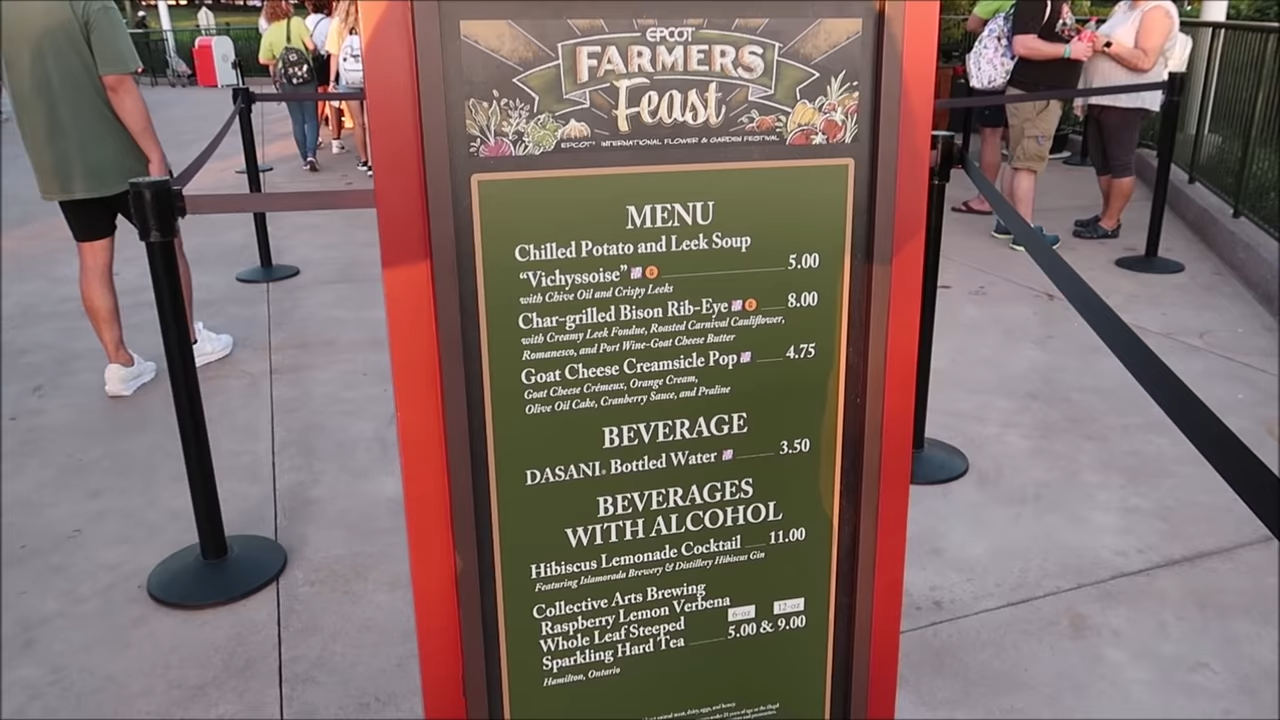 EPCOT
FARMERS
Feast
EPCOT® INTERNATIONAL FLOWER & GARDEN FESTIVAL
MENU
Chilled Potato and Leek Soup
"Vichyssoise" G 5.00
with Chive Oil and Crispy Leeks
Char-grilled Bison Rib-Eye G 8.00
with Creamy Leek Fondue, Roasted Carnival Cauliflower,
Romanesco, and Port Wine-Goat Cheese Butter
Goat Cheese Creamsicle Pop 4.75
Goat Cheese Crémeux, Orange Cream,
Olive Oil Cake, Cranberry Sauce, and Praline
BEVERAGE
DASANI® Bottled Water 3.50
BEVERAGES
WITH ALCOHOL
Hibiscus Lemonade Cocktail 11.00
Featuring Islamorada Brewery & Distillery Hibiscus Gin
Collective Arts Brewing
Raspberry Lemon Verbena 6-oz 12-oz
Whole Leaf Steeped
Sparkling Hard Tea 5.00 & 9.00
Hamilton, Ontario
meat, dairy, eggs, and honey.